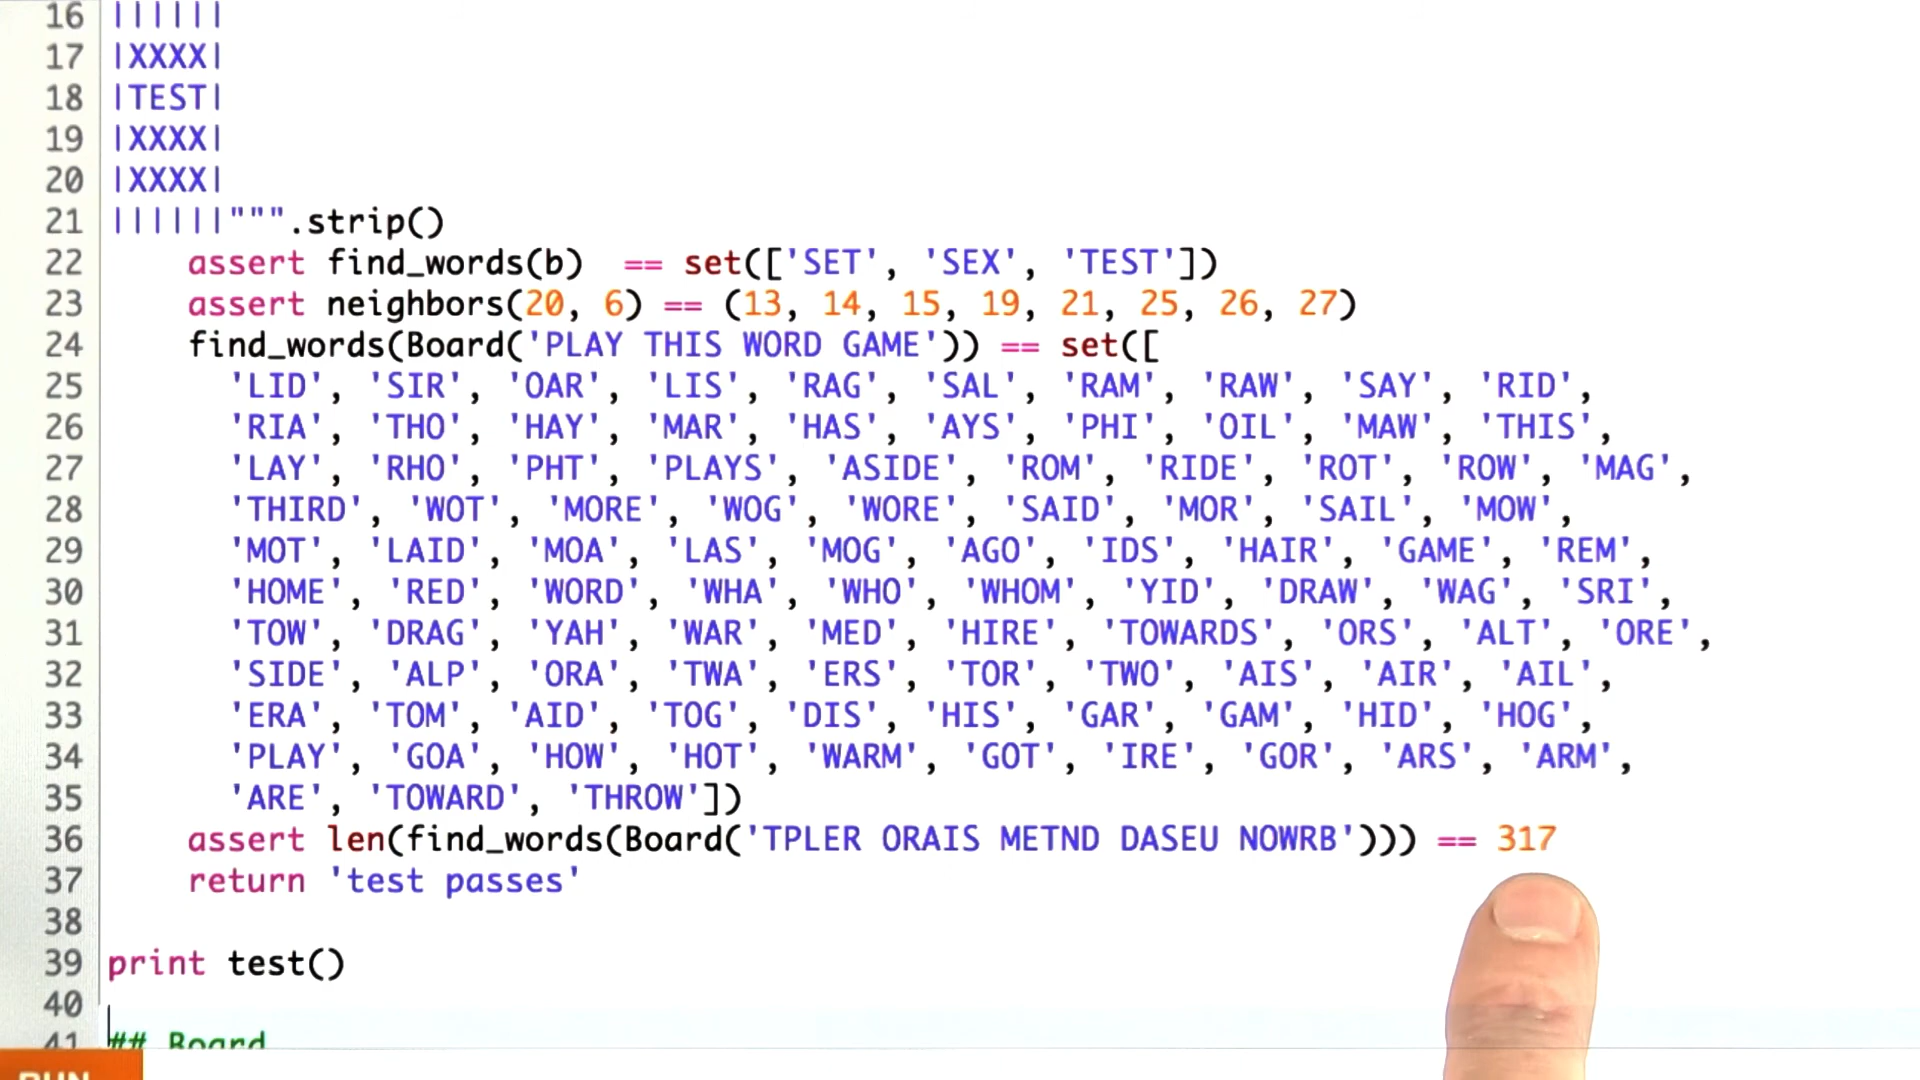 16 ||||||
17 |XXXX|
18 |TEST|
19 |XXXX|
20 |XXXX|
21 ||||||""".strip()
22     assert find_words(b)  == set(['SET', 'SEX', 'TEST'])
23     assert neighbors(20, 6) == (13, 14, 15, 19, 21, 25, 26, 27)
24     find_words(Board('PLAY THIS WORD GAME')) == set([
25       'LID', 'SIR', 'OAR', 'LIS', 'RAG', 'SAL', 'RAM', 'RAW', 'SAY', 'RID',
26       'RIA', 'THO', 'HAY', 'MAR', 'HAS', 'AYS', 'PHI', 'OIL', 'MAW', 'THIS',
27       'LAY', 'RHO', 'PHT', 'PLAYS', 'ASIDE', 'ROM', 'RIDE', 'ROT', 'ROW', 'MAG',
28       'THIRD', 'WOT', 'MORE', 'WOG', 'WORE', 'SAID', 'MOR', 'SAIL', 'MOW',
29       'MOT', 'LAID', 'MOA', 'LAS', 'MOG', 'AGO', 'IDS', 'HAIR', 'GAME', 'REM',
30       'HOME', 'RED', 'WORD', 'WHA', 'WHO', 'WHOM', 'YID', 'DRAW', 'WAG', 'SRI',
31       'TOW', 'DRAG', 'YAH', 'WAR', 'MED', 'HIRE', 'TOWARDS', 'ORS', 'ALT', 'ORE',
32       'SIDE', 'ALP', 'ORA', 'TWA', 'ERS', 'TOR', 'TWO', 'AIS', 'AIR', 'AIL',
33       'ERA', 'TOM', 'AID', 'TOG', 'DIS', 'HIS', 'GAR', 'GAM', 'HID', 'HOG',
34       'PLAY', 'GOA', 'HOW', 'HOT', 'WARM', 'GOT', 'IRE', 'GOR', 'ARS', 'ARM',
35       'ARE', 'TOWARD', 'THROW'])
36     assert len(find_words(Board('TPLER ORAIS METND DASEU NOWRB'))) == 317
37     return 'test passes'
38
39 print test()
40
41 ## Board
RUN